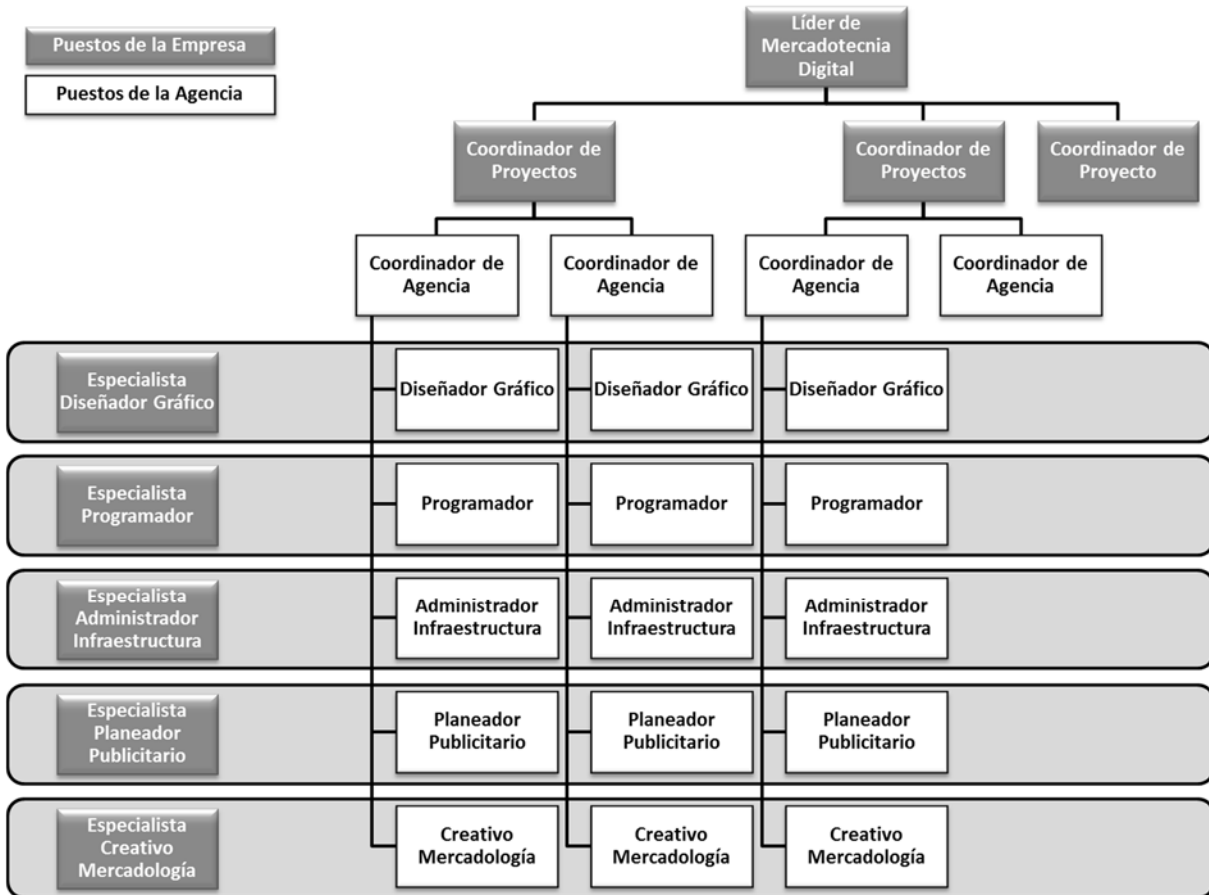 Puestos de la Empresa
Puestos de la Agencia
Líder de
Mercadotecnia
Digital
Coordinador de
Proyectos
Coordinador de
Proyectos
Coordinador de
Proyecto
Coordinador de
Agencia
Coordinador de
Agencia
Coordinador de
Agencia
Coordinador de
Agencia
Especialista
Diseñador Gráfico
Diseñador Gráfico
Diseñador Gráfico
Diseñador Gráfico
Especialista
Programador
Programador
Programador
Programador
Especialista
Administrador
Infraestructura
Administrador
Infraestructura
Administrador
Infraestructura
Administrador
Infraestructura
Especialista
Planeador
Publicitario
Planeador
Publicitario
Planeador
Publicitario
Planeador
Publicitario
Especialista
Creativo
Mercadología
Creativo
Mercadología
Creativo
Mercadología
Creativo
Mercadología